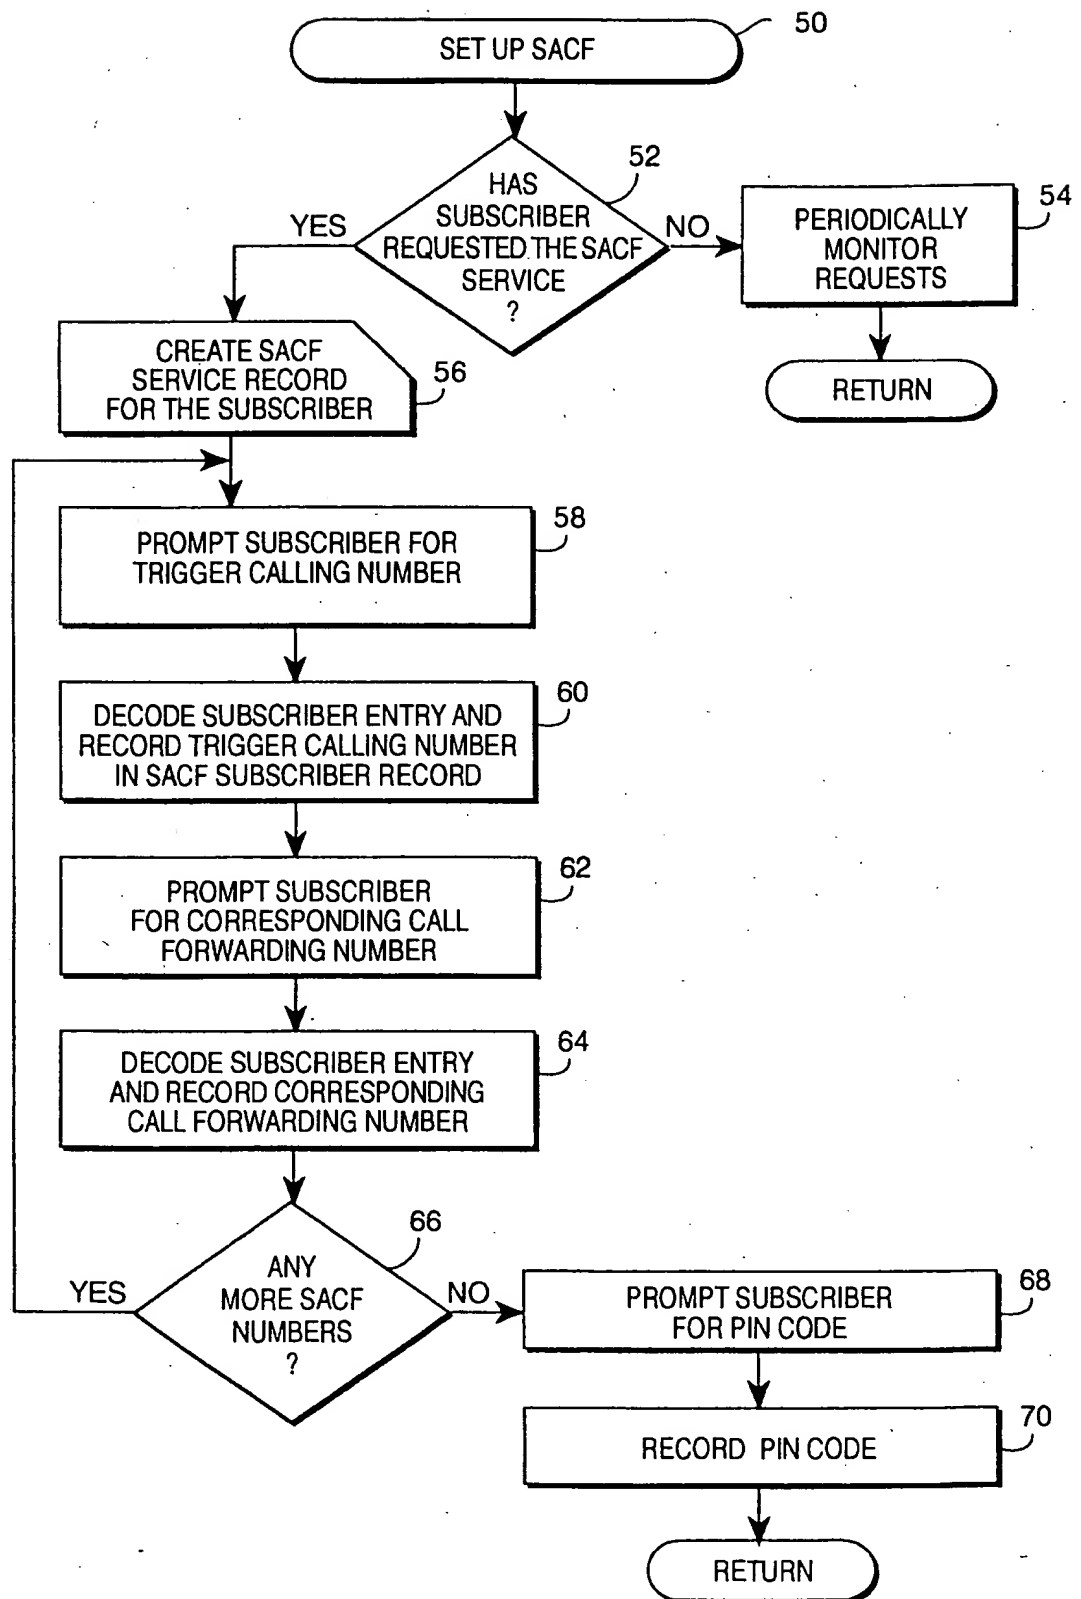 50
SET UP SACF
52
HAS
SUBSCRIBER
REQUESTED THE SACF
SERVICE
?
YES
NO
54
PERIODICALLY
MONITOR
REQUESTS
RETURN
CREATE SACF
SERVICE RECORD
FOR THE SUBSCRIBER
56
58
PROMPT SUBSCRIBER FOR
TRIGGER CALLING NUMBER
60
DECODE SUBSCRIBER ENTRY AND
RECORD TRIGGER CALLING NUMBER
IN SACF SUBSCRIBER RECORD
62
PROMPT SUBSCRIBER
FOR CORRESPONDING CALL
FORWARDING NUMBER
64
DECODE SUBSCRIBER ENTRY
AND RECORD CORRESPONDING
CALL FORWARDING NUMBER
66
ANY
MORE SACF
NUMBERS
?
YES
NO
68
PROMPT SUBSCRIBER
FOR PIN CODE
70
RECORD PIN CODE
RETURN